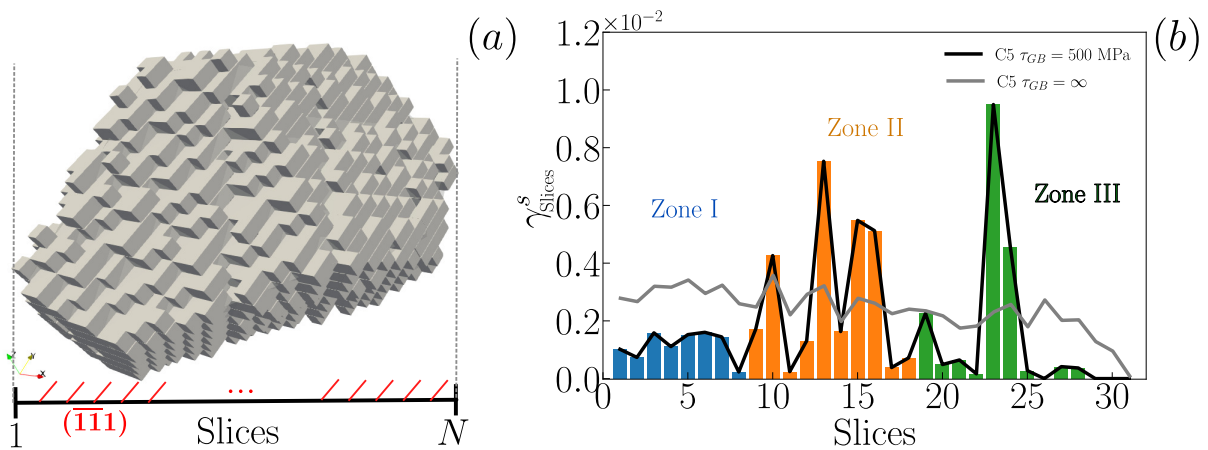 (a)
1
(1̅1̅1)
...
Slices
N
×10⁻²
(b)
1.2
1.0
0.8
0.6
0.4
0.2
0.0
γˢ_Slices
C5 τ_GB = 500 MPa
C5 τ_GB = ∞
Zone I
Zone II
Zone III
0
5
10
15
20
25
30
Slices